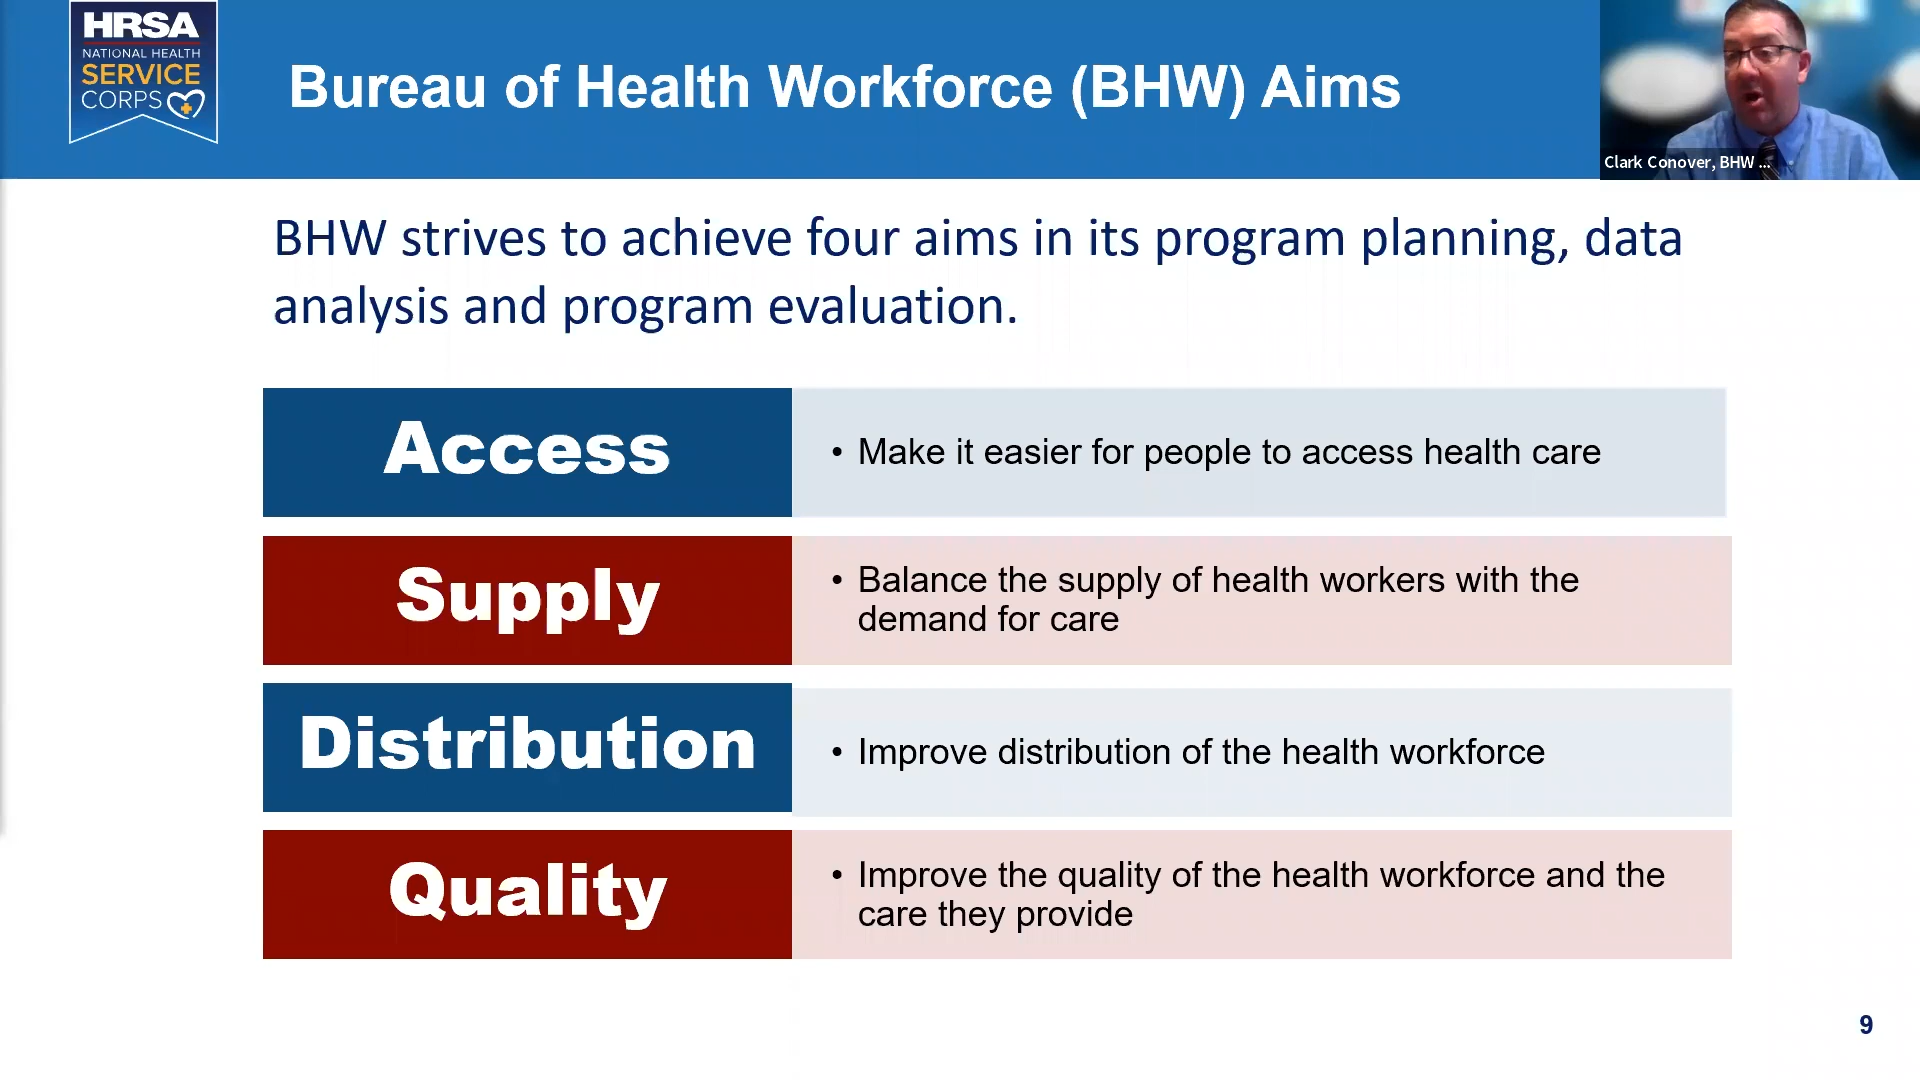 HRSA
NATIONAL HEALTH
SERVICE
CORPS
Bureau of Health Workforce (BHW) Aims
Clark Conover, BHW ...
BHW strives to achieve four aims in its program planning, data
analysis and program evaluation.
Access
• Make it easier for people to access health care
Supply
• Balance the supply of health workers with the
demand for care
Distribution
• Improve distribution of the health workforce
Quality
• Improve the quality of the health workforce and the
care they provide
9